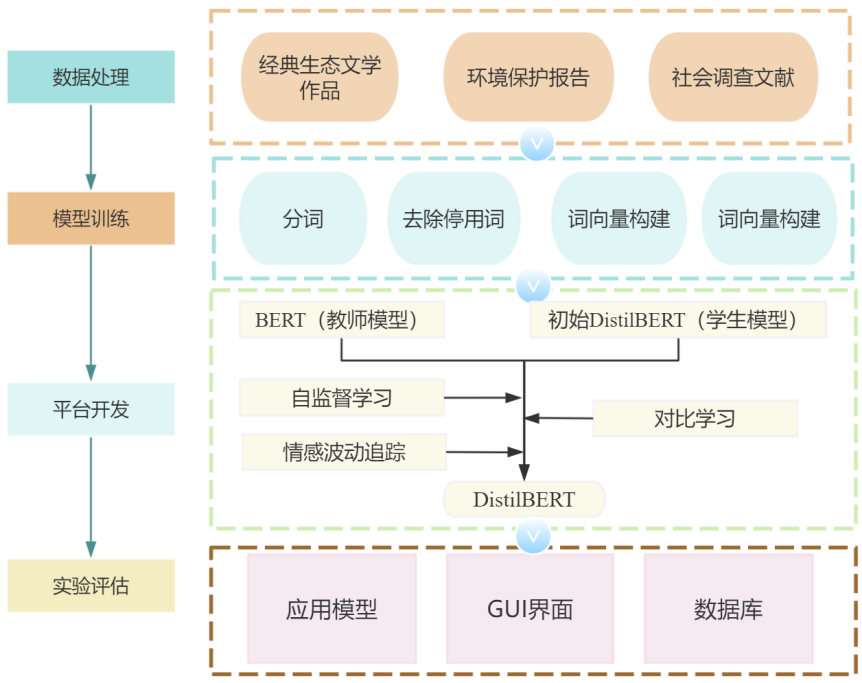 数据处理
经典生态文学
作品
环境保护报告
社会调查文献
模型训练
分词
去除停用词
词向量构建
词向量构建
BERT（教师模型）
初始DistilBERT（学生模型）
平台开发
自监督学习
对比学习
情感波动追踪
DistilBERT
实验评估
应用模型
GUI界面
数据库